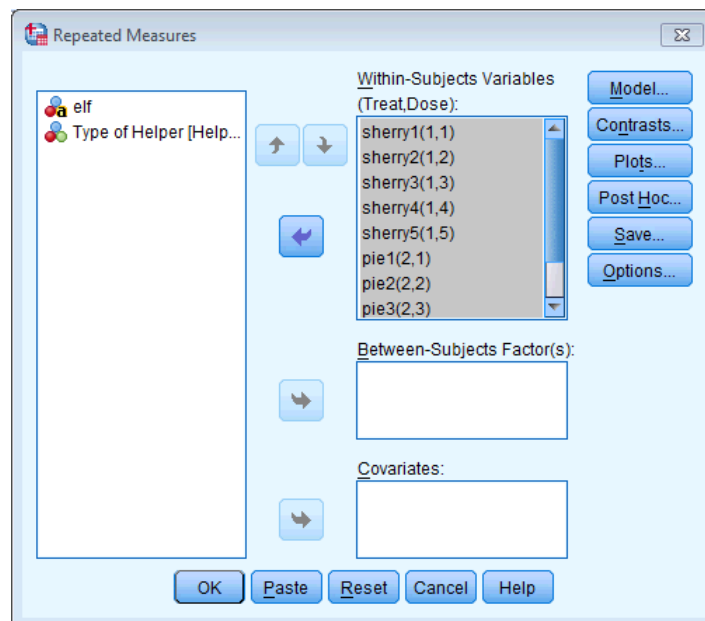 Repeated Measures
elf
Type of Helper [Help...
Within-Subjects Variables
(Treat,Dose):
sherry1(1,1)
sherry2(1,2)
sherry3(1,3)
sherry4(1,4)
sherry5(1,5)
pie1(2,1)
pie2(2,2)
pie3(2,3)
Between-Subjects Factor(s):
Covariates:
Model...
Contrasts...
Plots...
Post Hoc...
Save...
Options...
OK Paste Reset Cancel Help